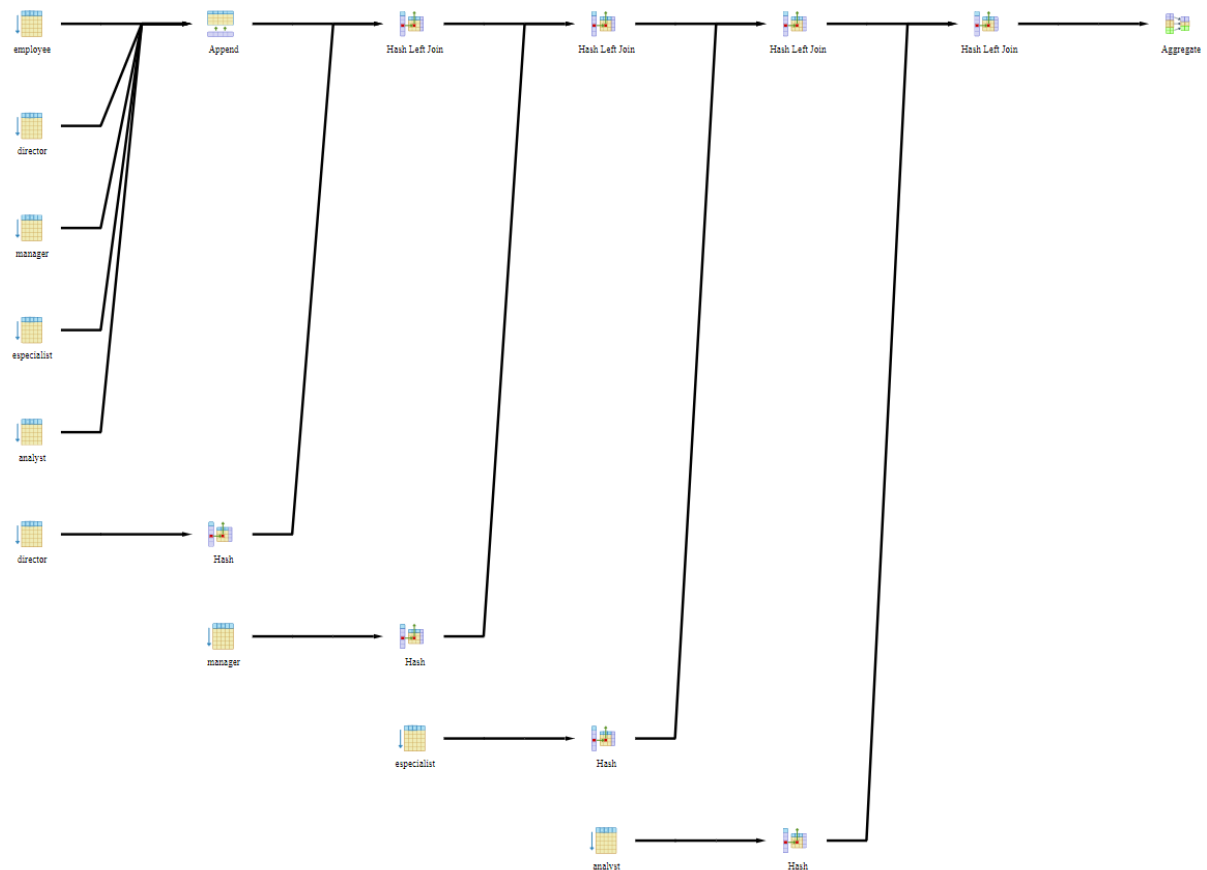 employee
Append
Hash Left Join
Hash Left Join
Hash Left Join
Hash Left Join
Aggregate
director
manager
especialist
analyst
director
Hash
manager
Hash
especialist
Hash
analyst
Hash